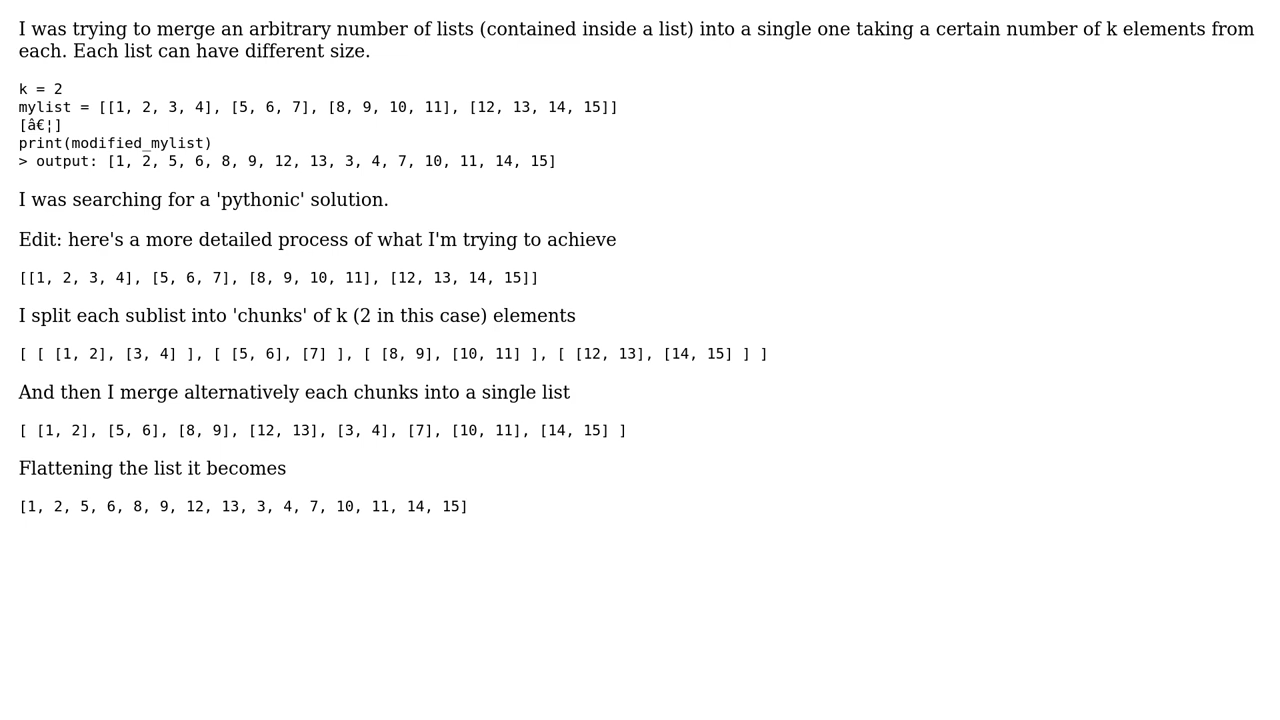 I was trying to merge an arbitrary number of lists (contained inside a list) into a single one taking a certain number of k elements from
each. Each list can have different size.
k = 2
mylist = [[1, 2, 3, 4], [5, 6, 7], [8, 9, 10, 11], [12, 13, 14, 15]]
[â€¦]
print(modified_mylist)
> output: [1, 2, 5, 6, 8, 9, 12, 13, 3, 4, 7, 10, 11, 14, 15]
I was searching for a 'pythonic' solution.
Edit: here's a more detailed process of what I'm trying to achieve
[[1, 2, 3, 4], [5, 6, 7], [8, 9, 10, 11], [12, 13, 14, 15]]
I split each sublist into 'chunks' of k (2 in this case) elements
[ [ [1, 2], [3, 4] ], [ [5, 6], [7] ], [ [8, 9], [10, 11] ], [ [12, 13], [14, 15] ] ]
And then I merge alternatively each chunks into a single list
[ [1, 2], [5, 6], [8, 9], [12, 13], [3, 4], [7], [10, 11], [14, 15] ]
Flattening the list it becomes
[1, 2, 5, 6, 8, 9, 12, 13, 3, 4, 7, 10, 11, 14, 15]